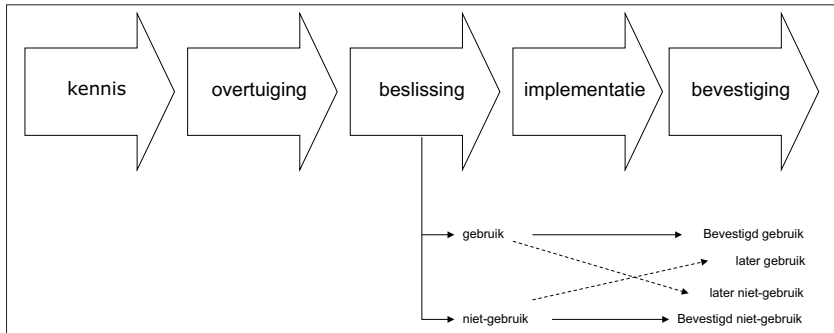 kennis
overtuiging
beslissing
implementatie
bevestiging
gebruik
Bevestigd gebruik
later gebruik
later niet-gebruik
niet-gebruik
Bevestigd niet-gebruik